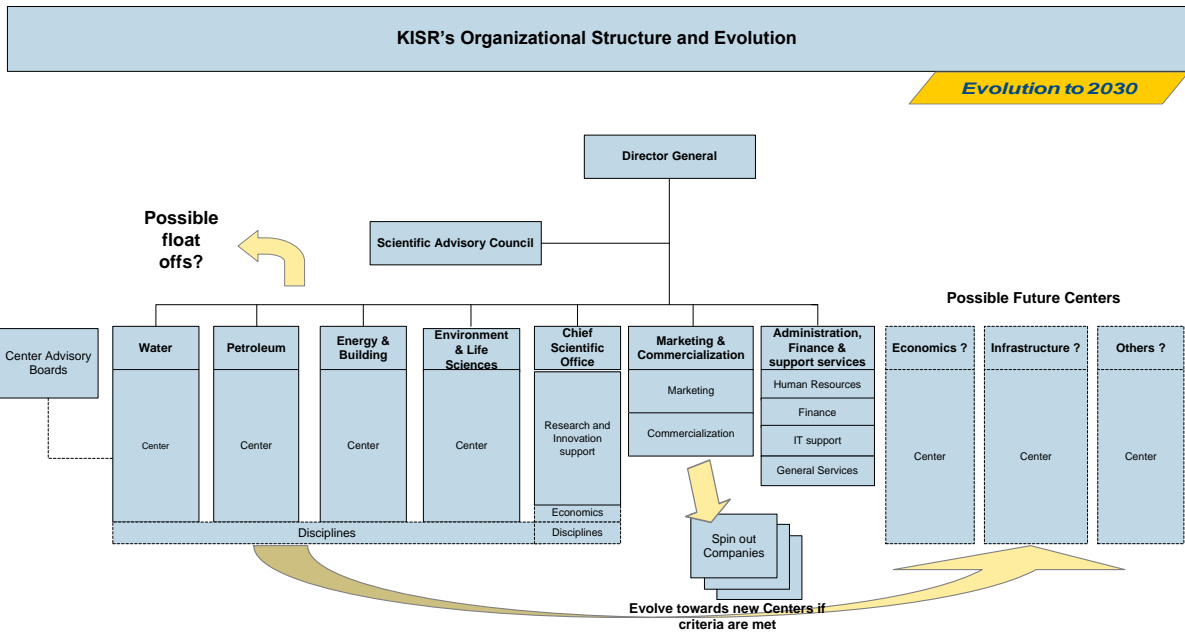 KISR's Organizational Structure and Evolution
Evolution to 2030
Director General
Possible
float
offs?
Scientific Advisory Council
Possible Future Centers
Center Advisory
Boards
Water
Petroleum
Energy &
Building
Environment
& Life
Sciences
Chief
Scientific
Office
Marketing &
Commercialization
Administration,
Finance &
support services
Economics ?
Infrastructure ?
Others ?
Center
Center
Center
Center
Research and
Innovation
support
Economics
Marketing
Commercialization
Human Resources
Finance
IT support
General Services
Center
Center
Center
Disciplines
Disciplines
Spin out
Companies
Evolve towards new Centers if
criteria are met